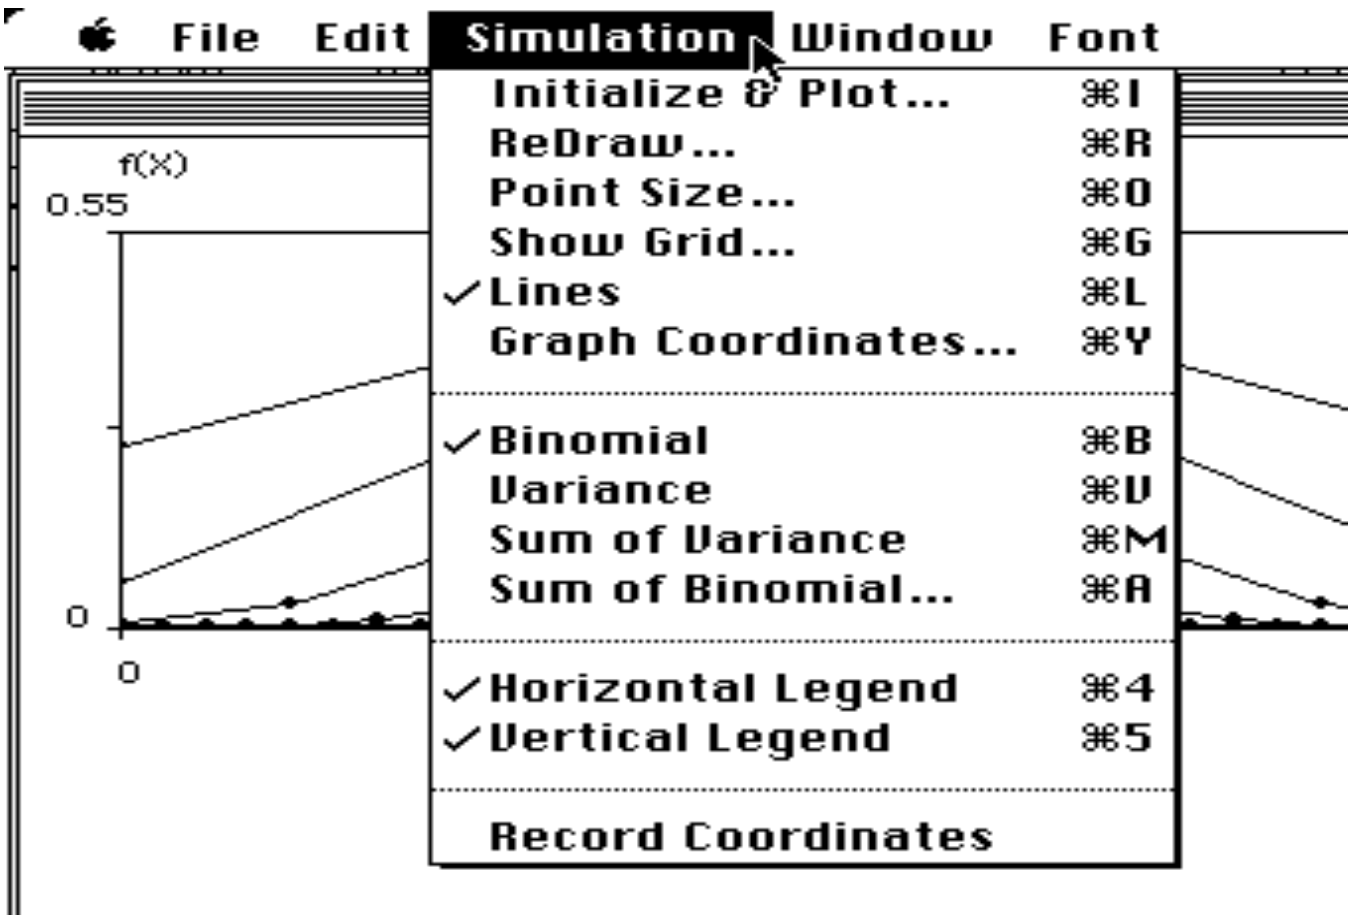 File Edit Simulation Window Font
Initialize & Plot... ⌘I
ReDraw... ⌘R
f(X)
Point Size... ⌘O
0.55
Show Grid... ⌘G
✓Lines ⌘L
Graph Coordinates... ⌘Y
✓Binomial ⌘B
Variance ⌘V
Sum of Variance ⌘M
Sum of Binomial... ⌘A
0
0
✓Horizontal Legend ⌘4
✓Vertical Legend ⌘5
Record Coordinates